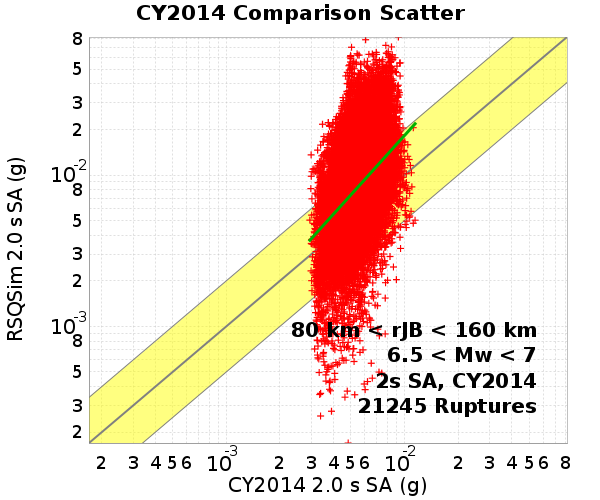 CY2014 Comparison Scatter
RSQSim 2.0 s SA (g)
8
5
3
2
10-2
8
5
3
2
10-3
8
5
3
2
80 km < rJB < 160 km
6.5 < Mw < 7
2s SA, CY2014
21245 Ruptures
2 3 4 5 6 10-3 2 3 4 5 6 10-2 2 3 4 5 6 8
CY2014 2.0 s SA (g)